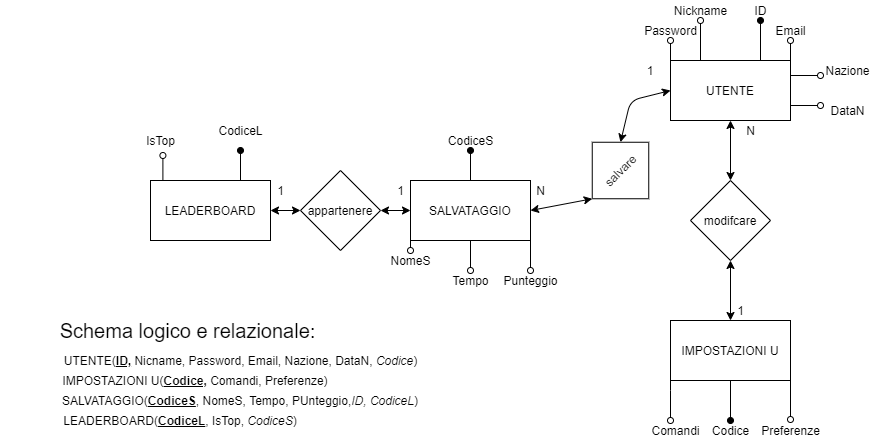 Nickname ID
Password Email
1
UTENTE
Nazione
DataN
N
IsTop CodiceL CodiceS
salvare
1 1 N
LEADERBOARD appartenere SALVATAGGIO
modifcare
NomeS
Tempo Punteggio
1
Schema logico e relazionale:
IMPOSTAZIONI U
UTENTE(ID, Nicname, Password, Email, Nazione, DataN, Codice)
IMPOSTAZIONI U(Codice, Comandi, Preferenze)
SALVATAGGIO(CodiceS, NomeS, Tempo, PUnteggio,ID, CodiceL)
LEADERBOARD(CodiceL, IsTop, CodiceS)
Comandi Codice Preferenze